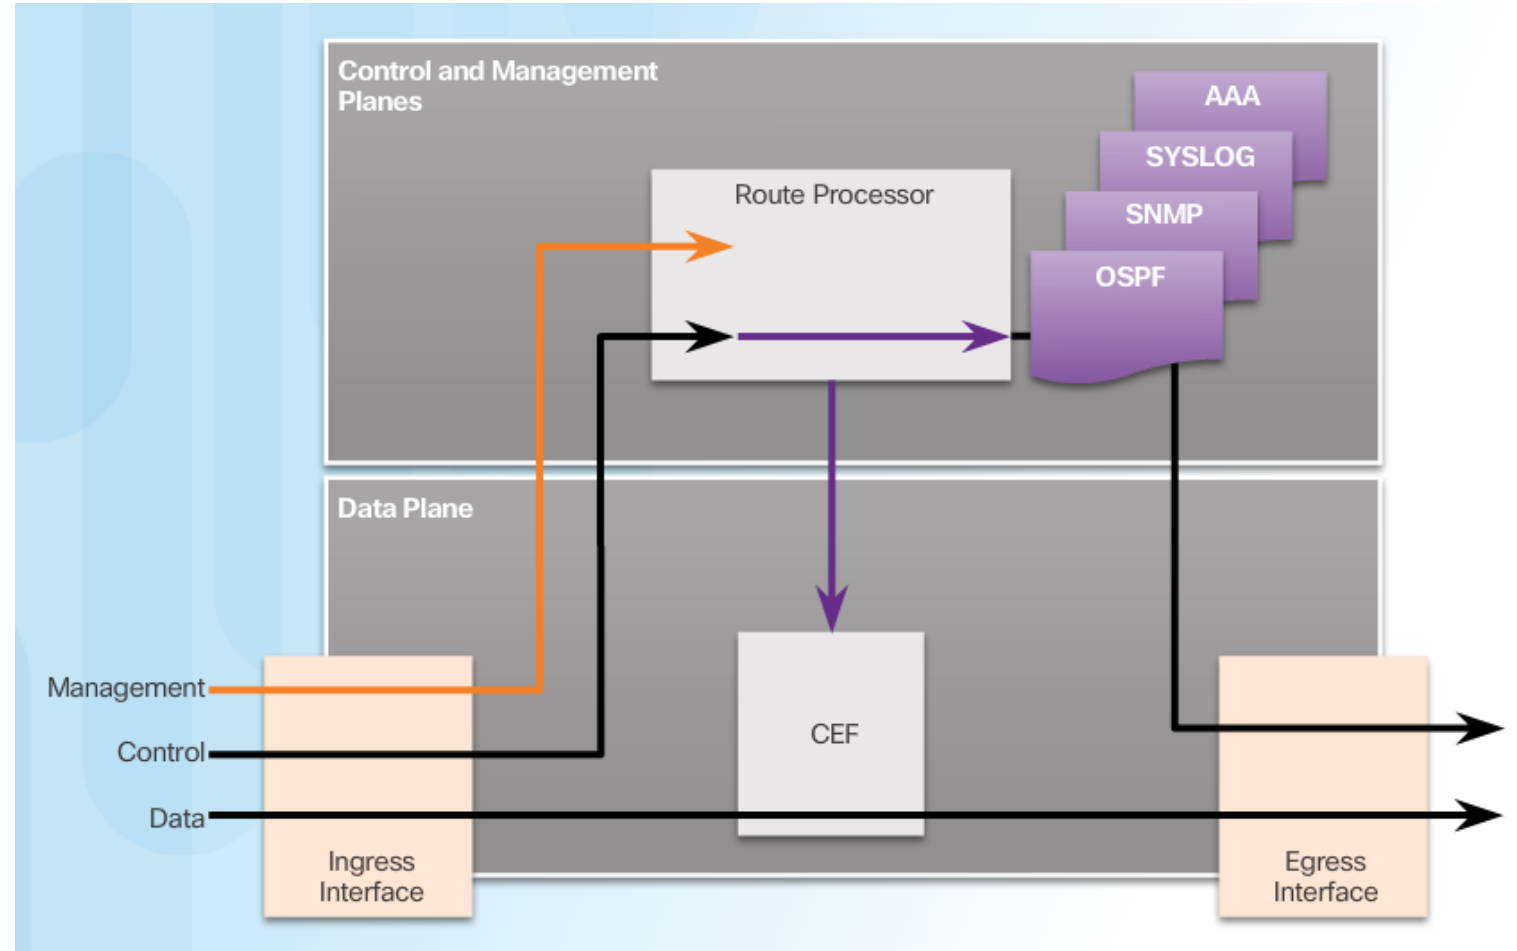 Control and Management
Planes
AAA
SYSLOG
SNMP
OSPF
Route Processor
Data Plane
Management
Control
Data
CEF
Ingress
Interface
Egress
Interface